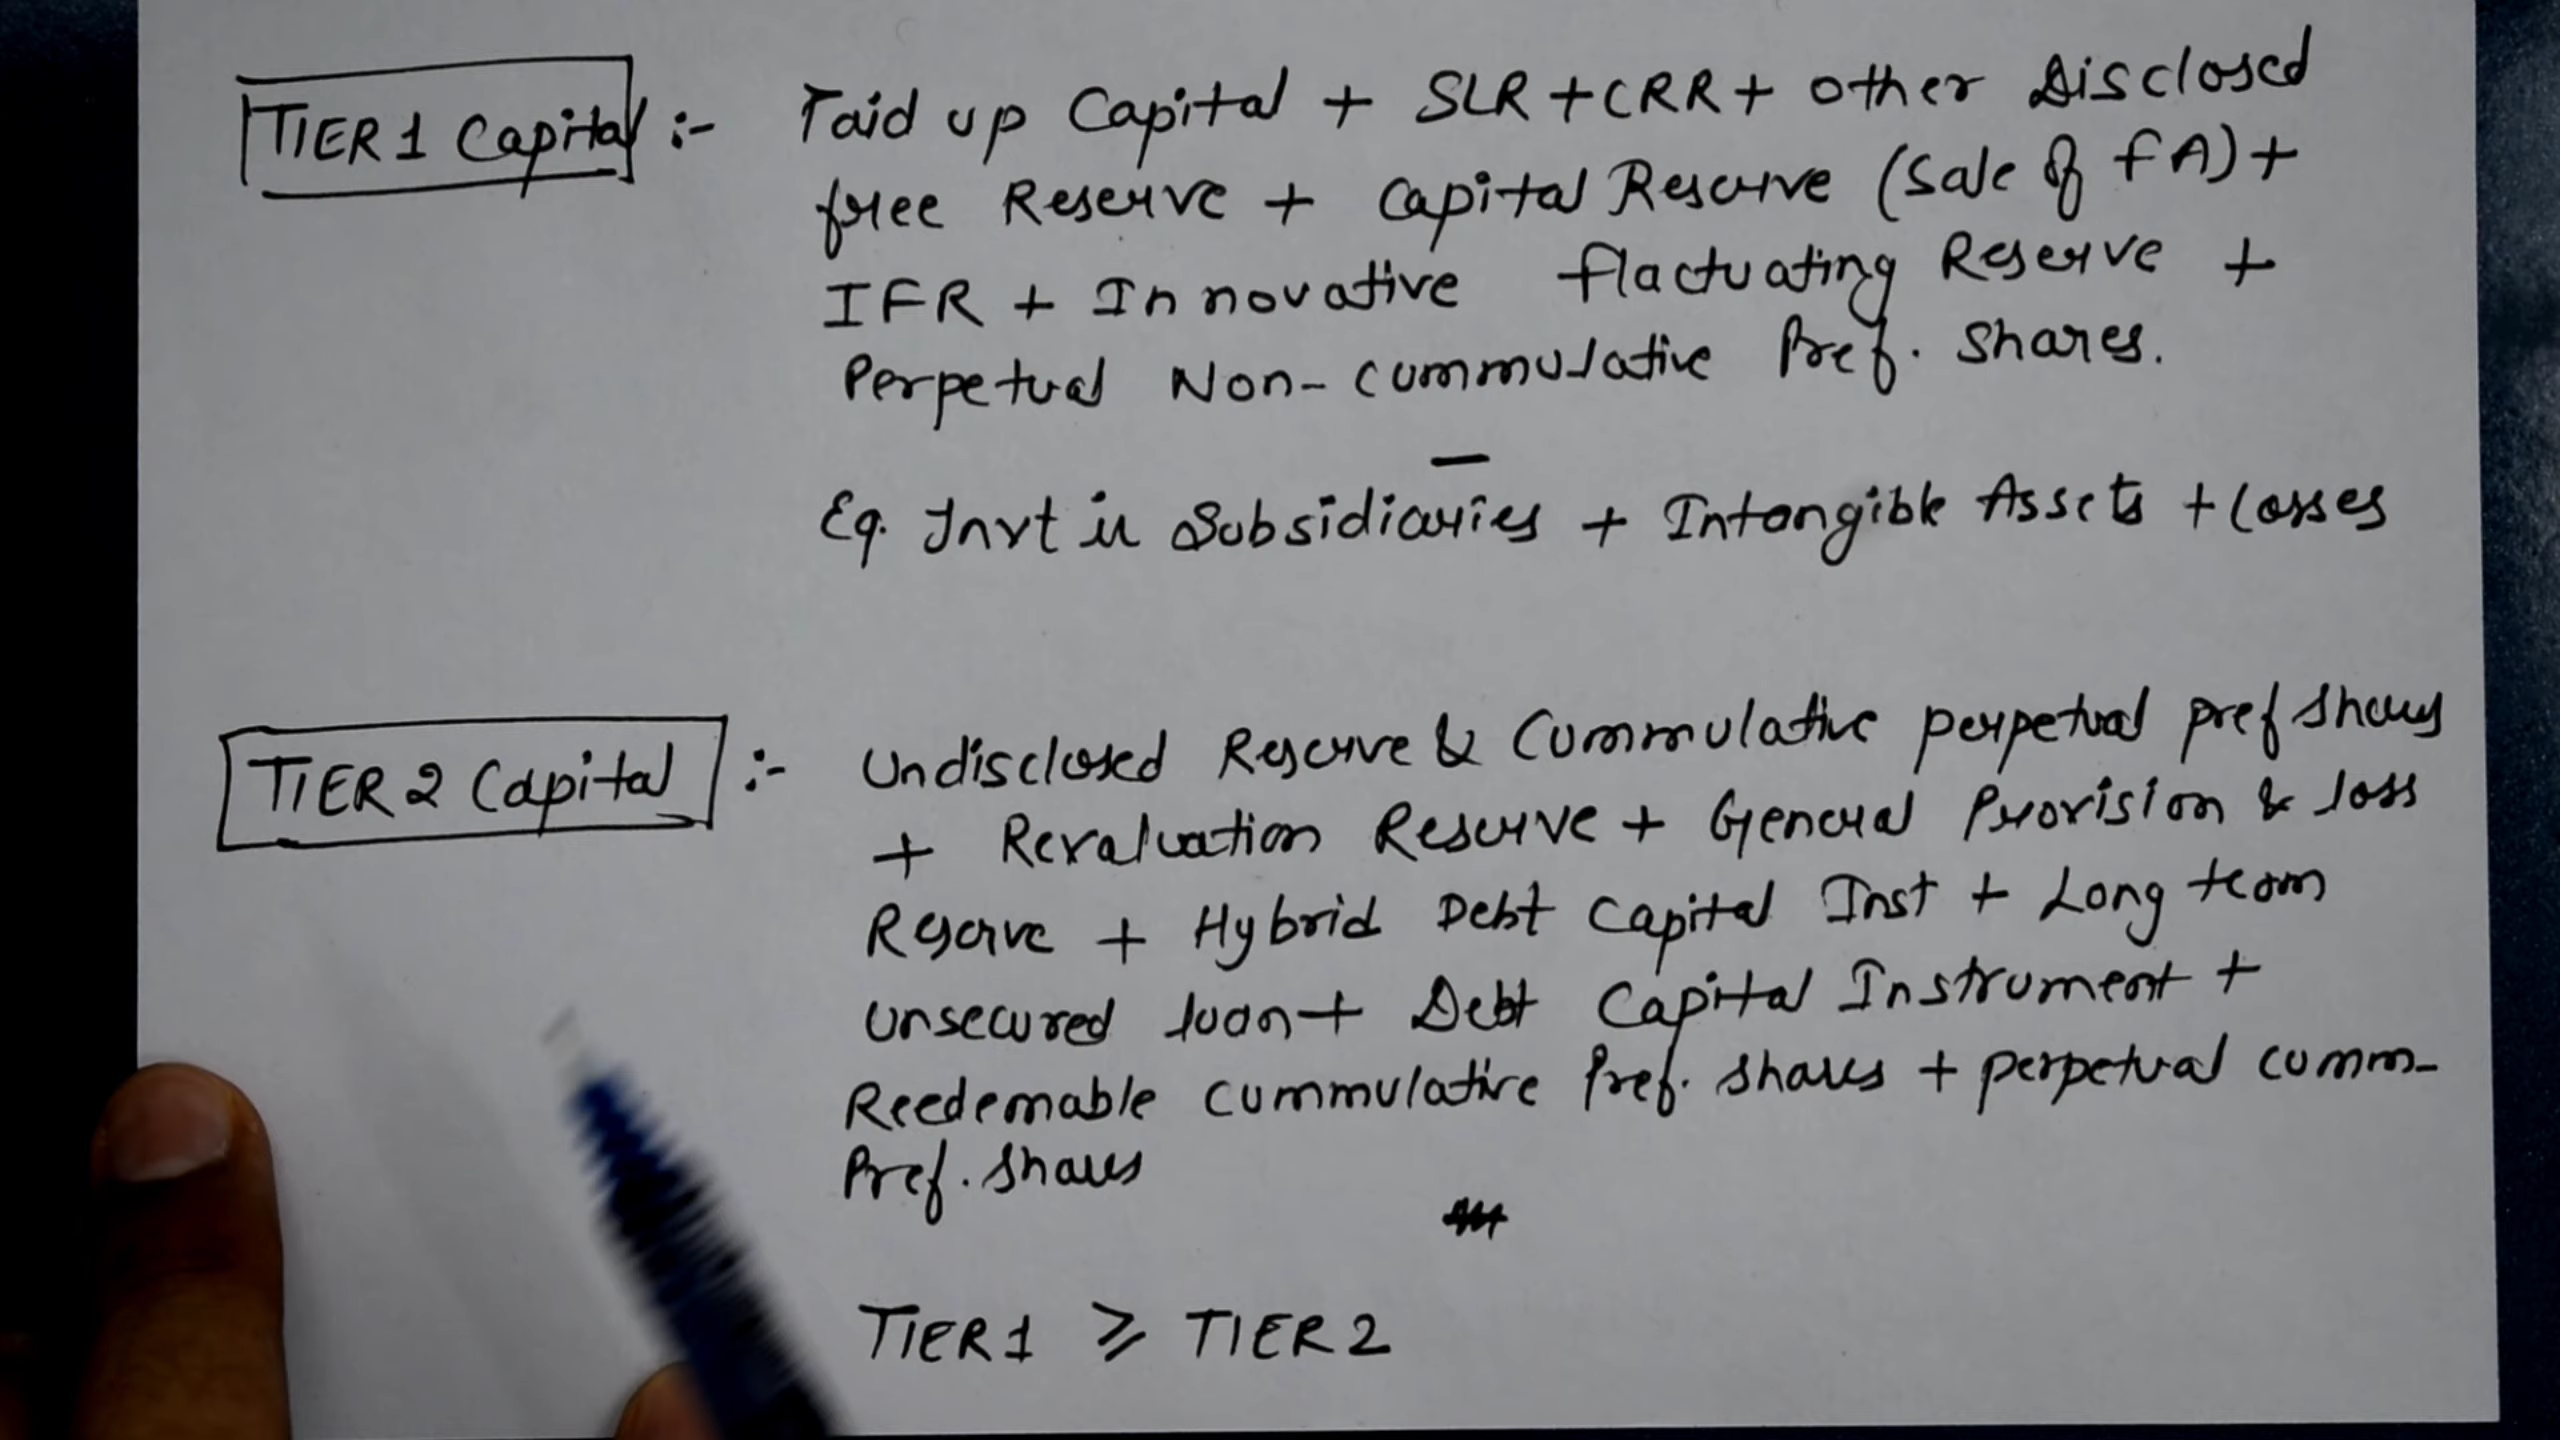 TIER 1 Capital :- Paid up Capital + SLR + CRR + other Disclosed
free Reserve + Capital Reserve (Sale of FA) +
IFR + Innovative fluctuating Reserve +
Perpetual Non-Cummulative Pref. Shares.
—
Eq. Invt in Subsidiaries + Intangible Assets + Losses
TIER 2 Capital :- Undisclosed Reserve & Cummulative perpetual pref shares
+ Revaluation Reserve + General Provision & loss
Reserve + Hybrid Debt Capital Inst + Long term
unsecured loan + Debt Capital Instrument +
Reedemable cummulative Pref. shares + perpetual cumm-
Pref. shares
TIER 1 ⩾ TIER 2